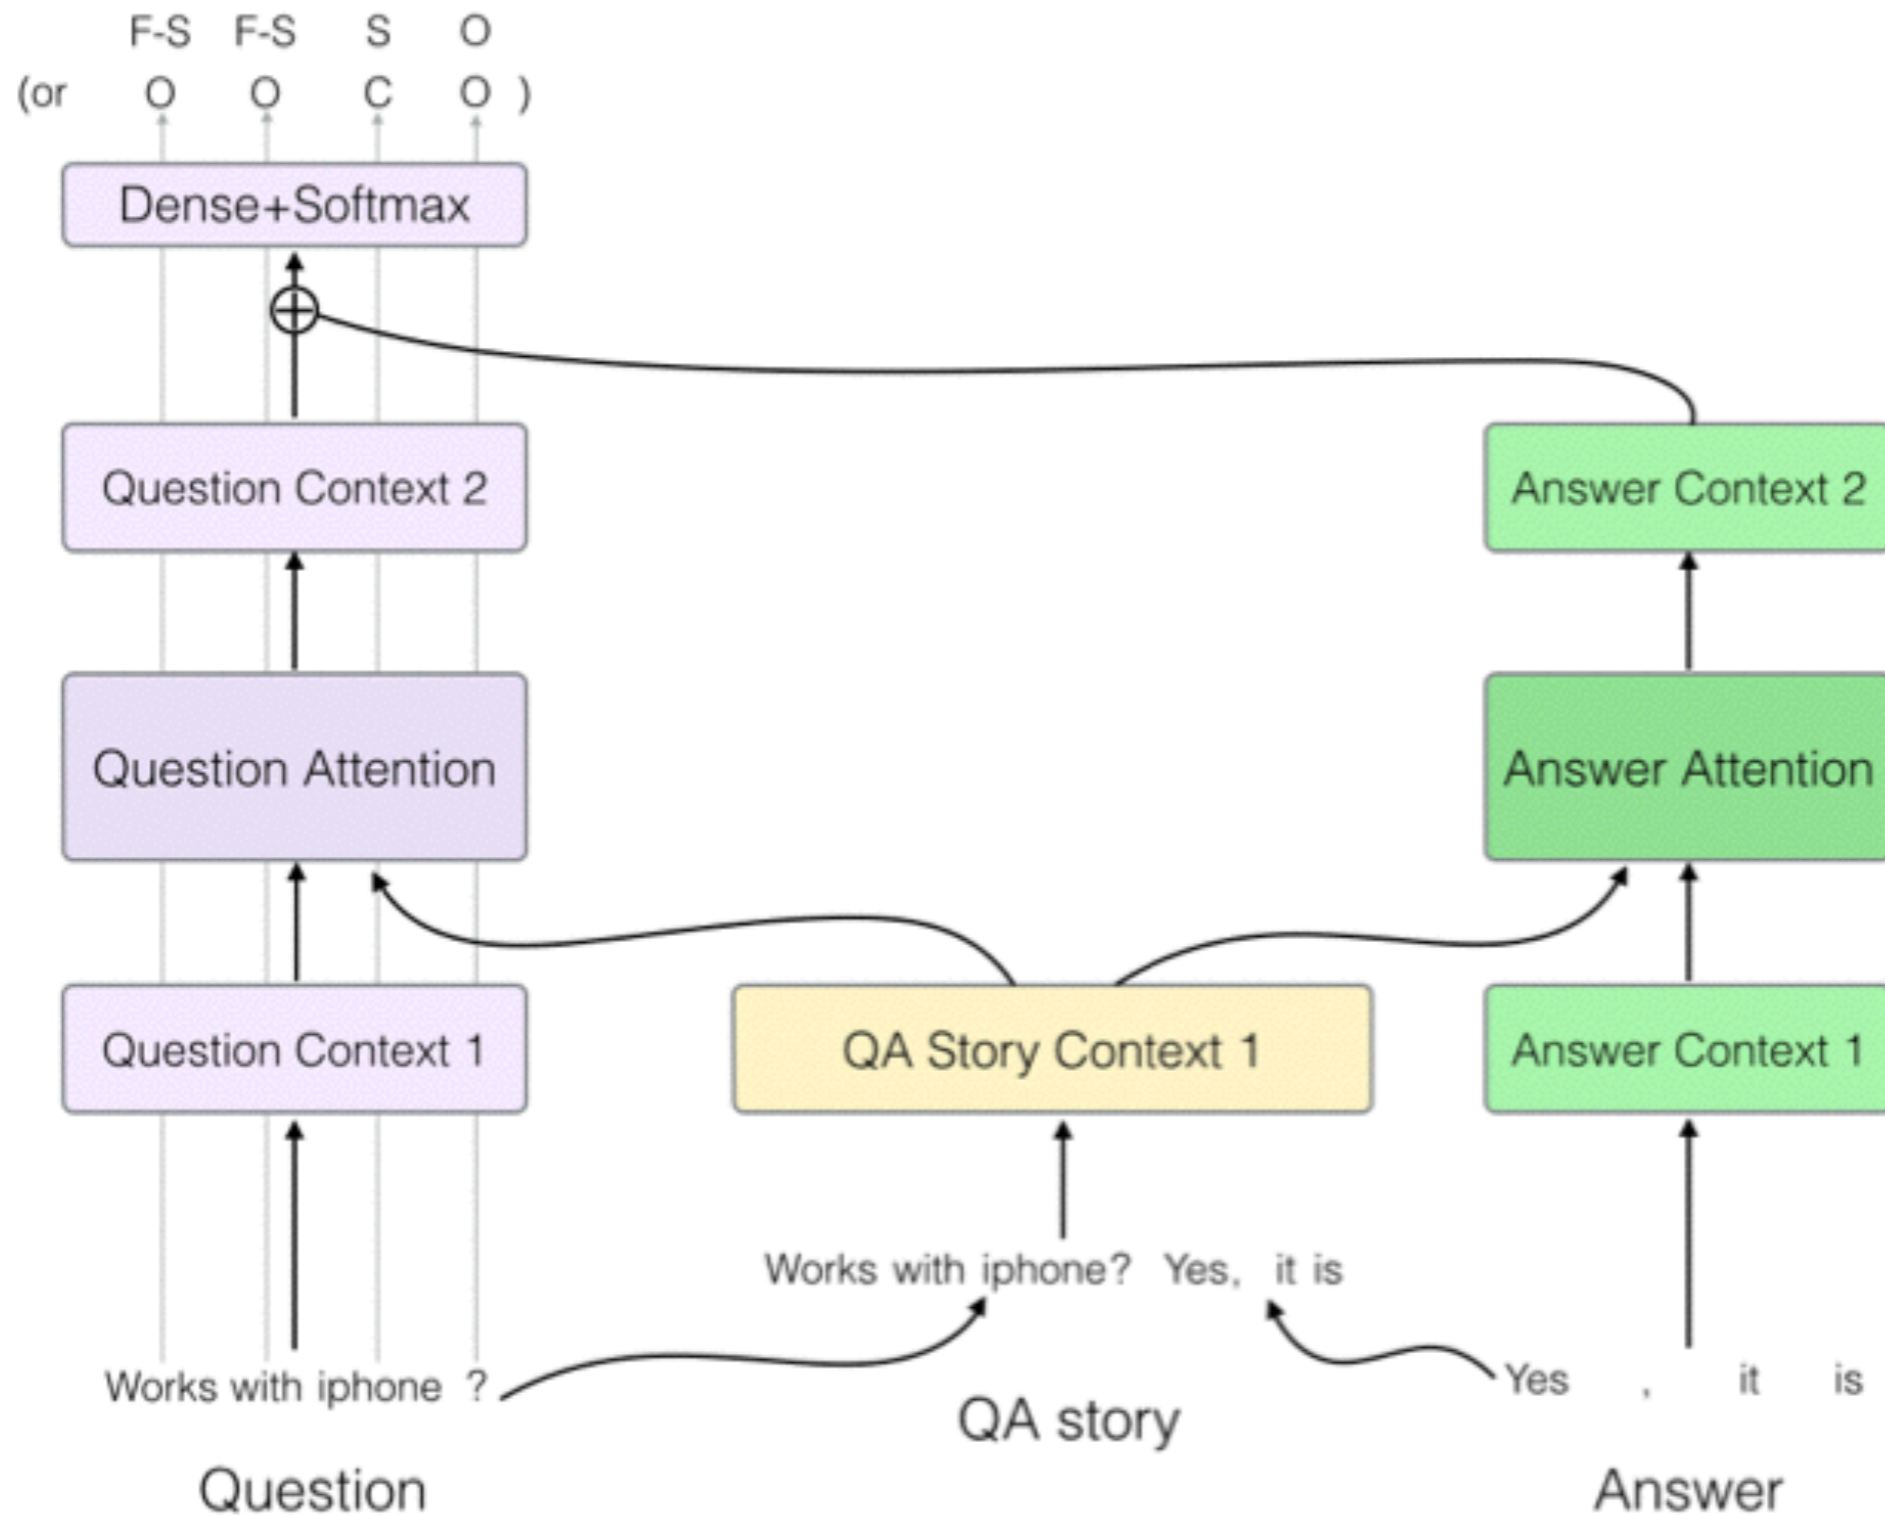 F-S F-S S O
(or O O C O )
Dense+Softmax
Question Context 2
Answer Context 2
Question Attention
Answer Attention
Question Context 1
QA Story Context 1
Answer Context 1
Works with iphone? Yes, it is
Works with iphone ?
Yes , it is
QA story
Question
Answer